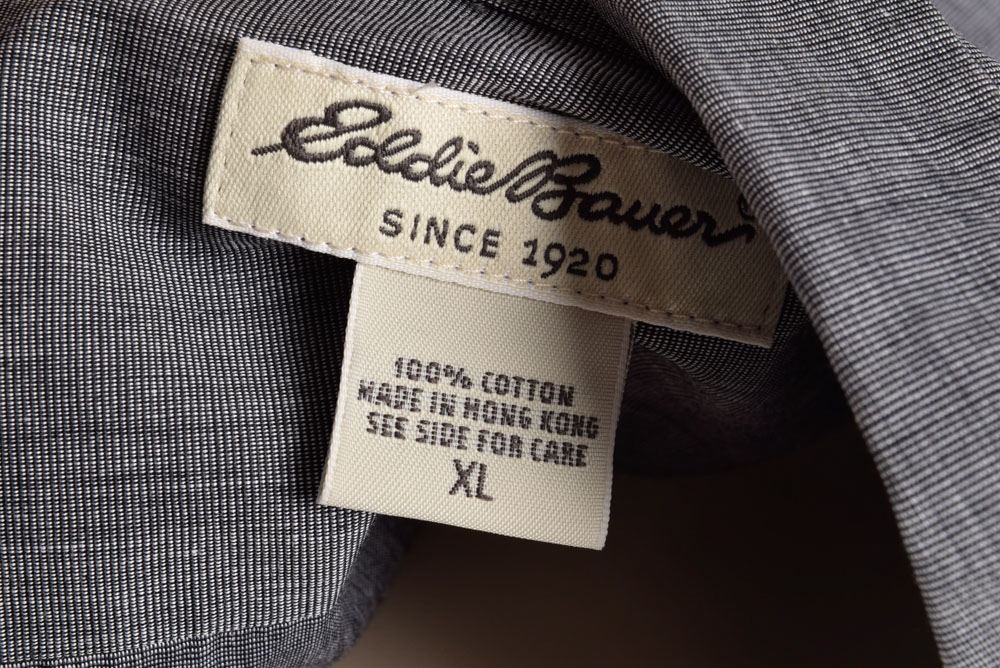 Eddie Bauer
SINCE 1920
100% COTTON
MADE IN HONG KONG
SEE SIDE FOR CARE
XL